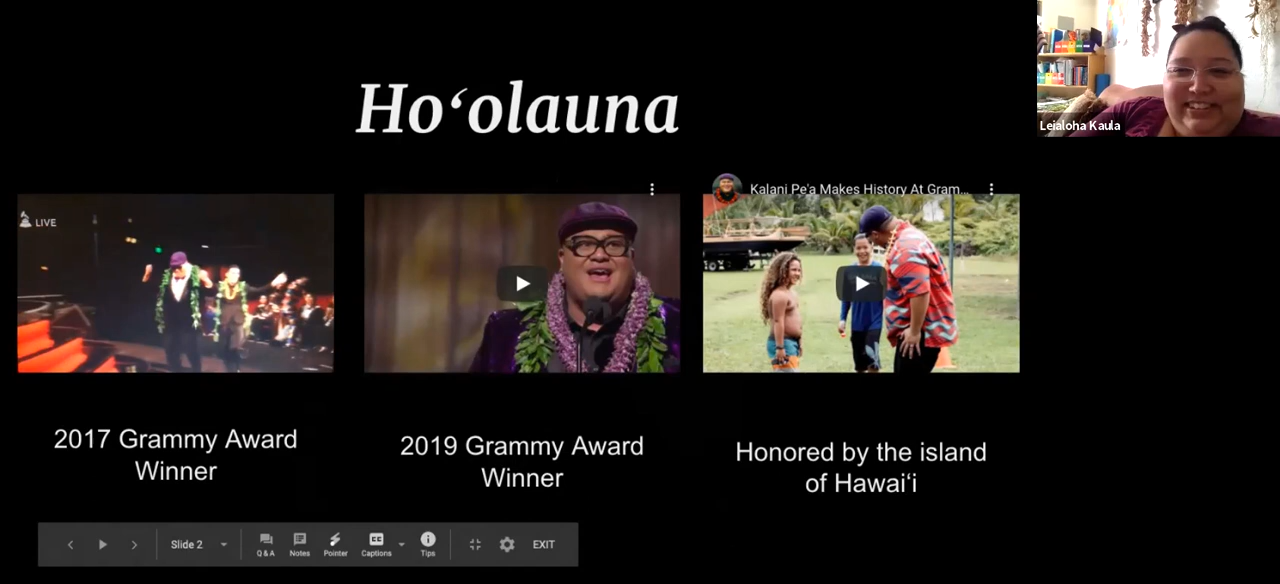 Hoʻolauna
Leialoha Kaula
LIVE
Kalani Pe'a Makes History At Gram...
2017 Grammy Award
Winner
2019 Grammy Award
Winner
Honored by the island
of Hawaiʻi
Slide 2
Q & A
Notes
Pointer
Captions
Tips
EXIT